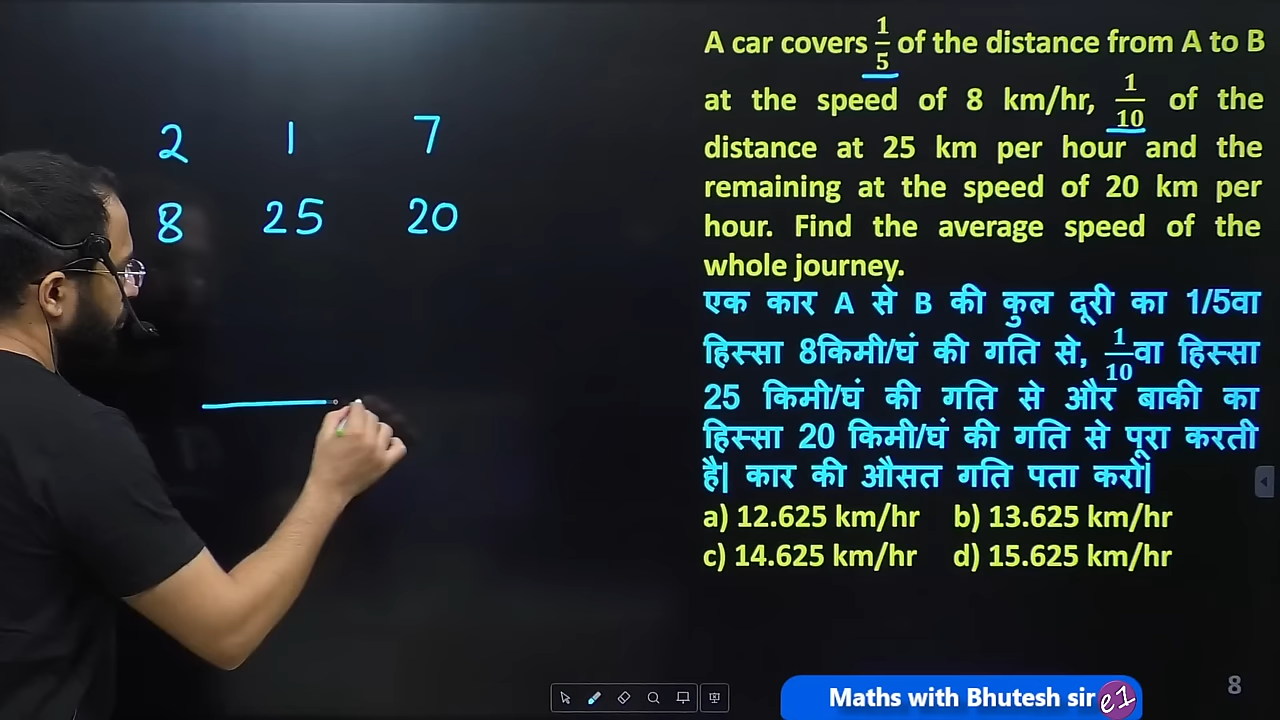 2 1 7
8 25 20
A car covers 1/5 of the distance from A to B
at the speed of 8 km/hr, 1/10 of the
distance at 25 km per hour and the
remaining at the speed of 20 km per
hour. Find the average speed of the
whole journey.
एक कार A से B की कुल दूरी का 1/5वा
हिस्सा 8किमी/घं की गति से, 1/10वा हिस्सा
25 किमी/घं की गति से और बाकी का
हिस्सा 20 किमी/घं की गति से पूरा करती
है| कार की औसत गति पता करो|
a) 12.625 km/hr b) 13.625 km/hr
c) 14.625 km/hr d) 15.625 km/hr
Maths with Bhutesh sir e1
8